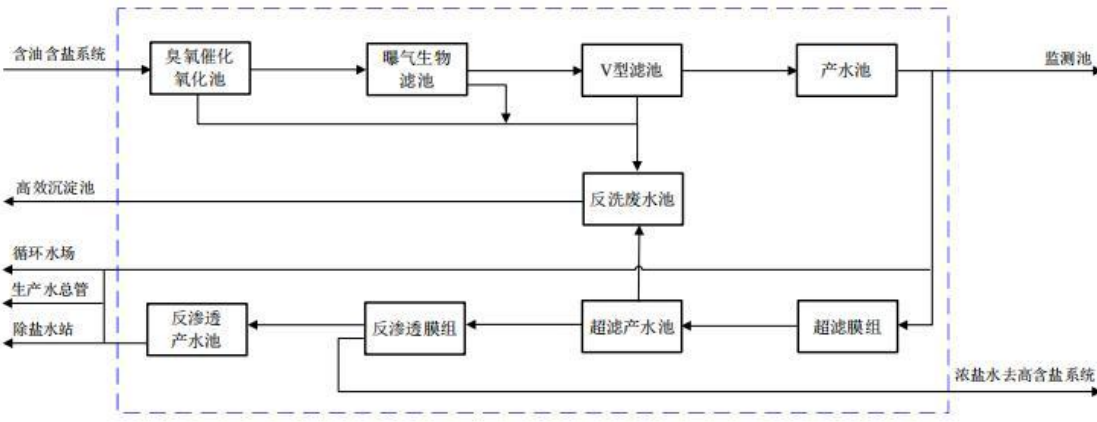 含油含盐系统
臭氧催化
氧化池
曝气生物
滤池
V型滤池
产水池
监测池
高效沉淀池
反洗废水池
循环水场
生产水总管
除盐水站
反渗透
产水池
反渗透膜组
超滤产水池
超滤膜组
浓盐水去高含盐系统